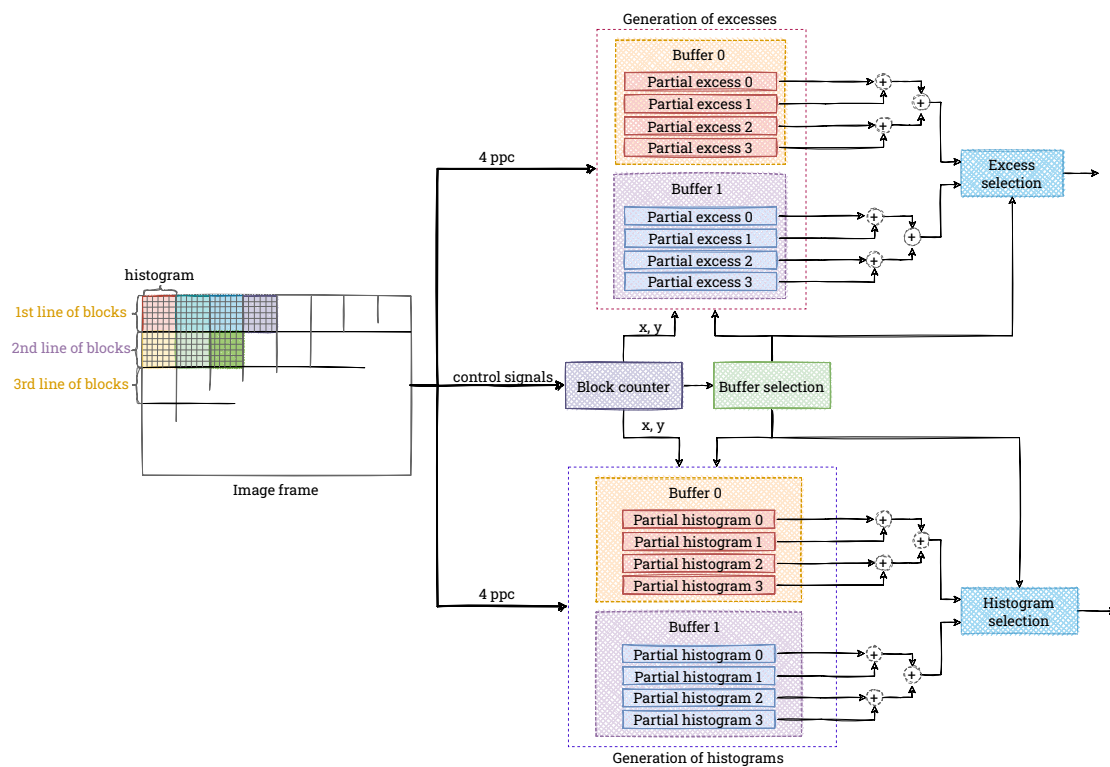 Generation of excesses
Buffer 0
Partial excess 0
Partial excess 1
Partial excess 2
Partial excess 3
4 ppc
Excess
selection
Buffer 1
Partial excess 0
Partial excess 1
Partial excess 2
Partial excess 3
+
+
+
+
+
+
histogram
1st line of blocks
2nd line of blocks
3rd line of blocks
Image frame
x, y
control signals
Block counter
Buffer selection
x, y
Buffer 0
Partial histogram 0
Partial histogram 1
Partial histogram 2
Partial histogram 3
4 ppc
Histogram
selection
Buffer 1
Partial histogram 0
Partial histogram 1
Partial histogram 2
Partial histogram 3
+
+
+
+
+
+
Generation of histograms